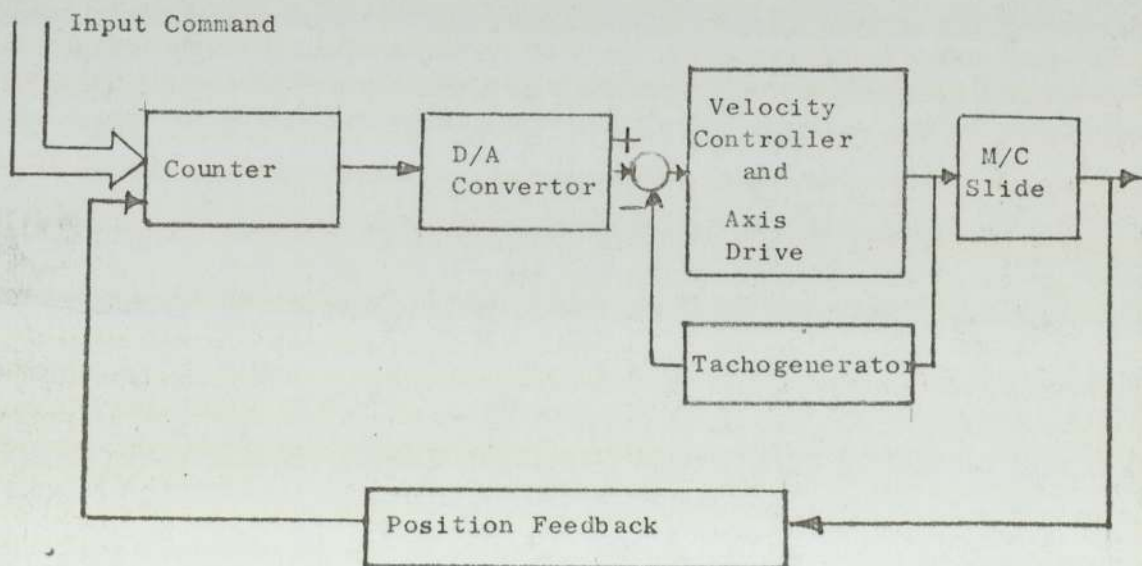 Input Command
Counter
D/A
Convertor
+
−
Velocity
Controller
and
Axis
Drive
M/C
Slide
Tachogenerator
Position Feedback